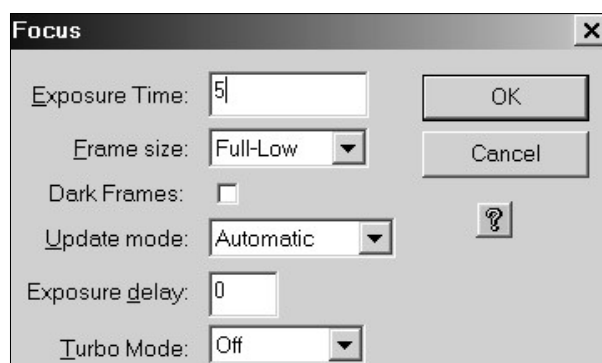 Focus
Exposure Time: 5
OK
Frame size: Full-Low
Cancel
Dark Frames:
?
Update mode: Automatic
Exposure delay: 0
Turbo Mode: Off